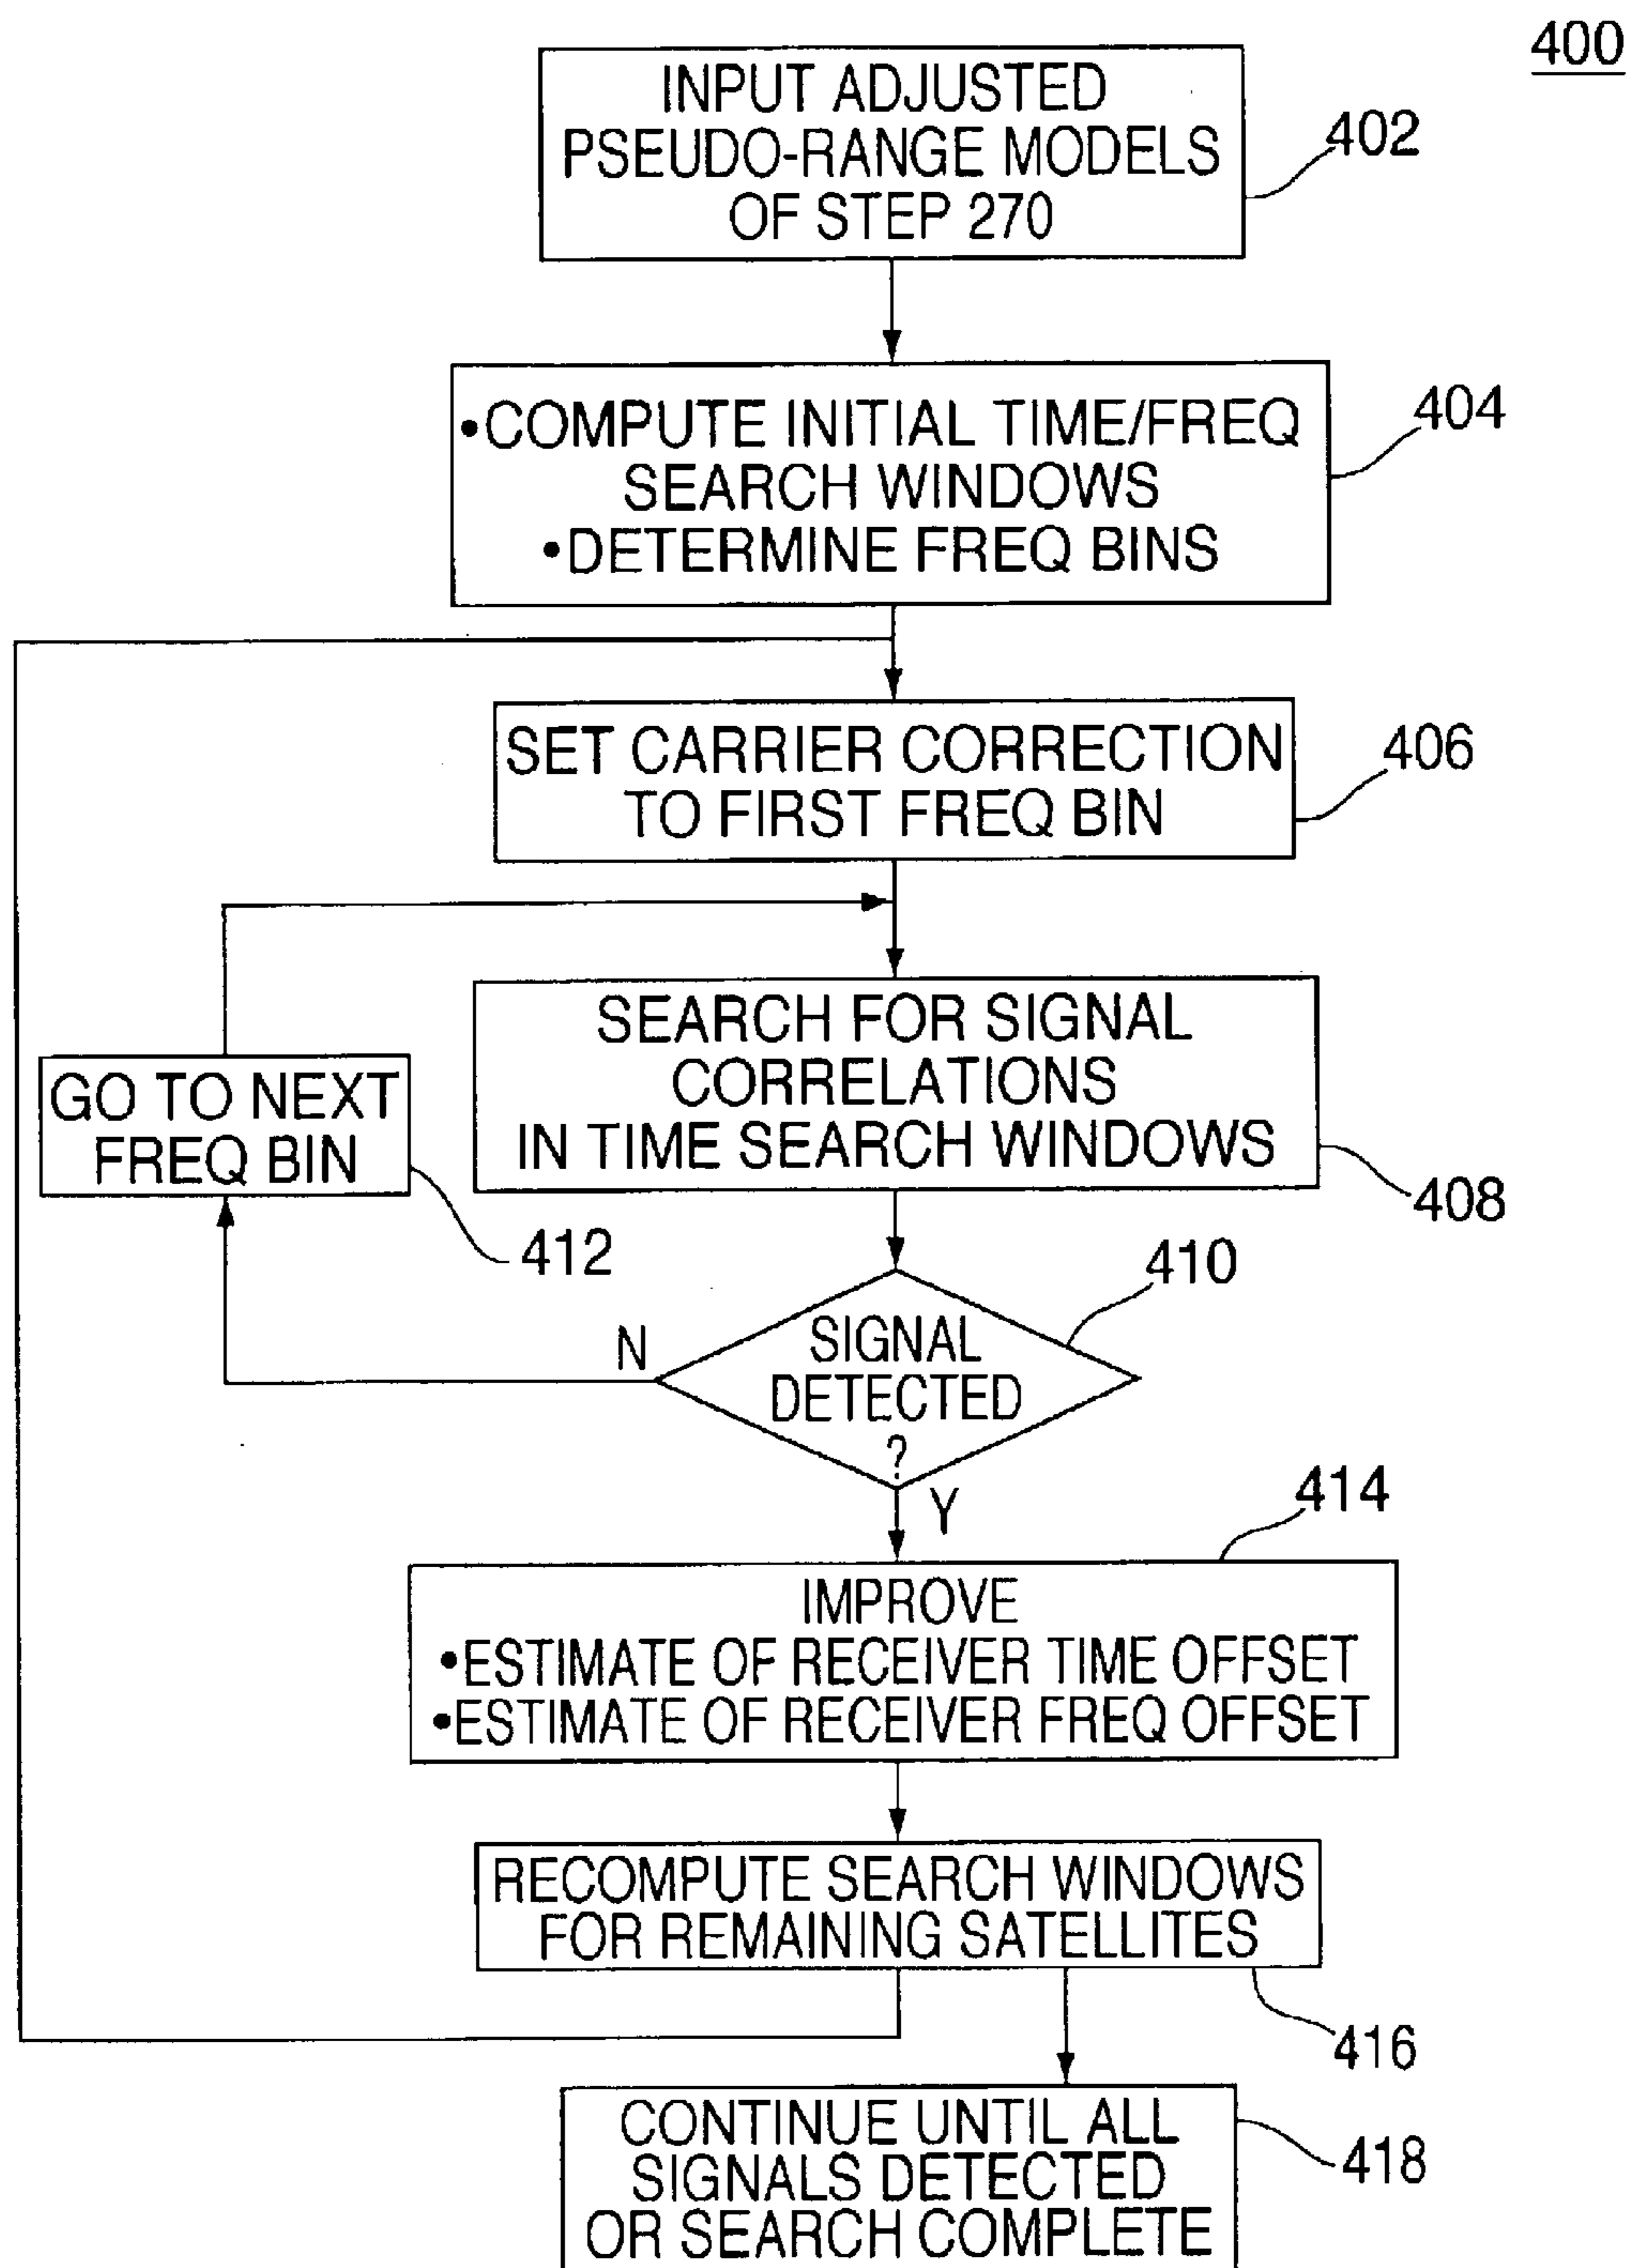 400
INPUT ADJUSTED
PSEUDO-RANGE MODELS
OF STEP 270
402
•COMPUTE INITIAL TIME/FREQ
SEARCH WINDOWS
•DETERMINE FREQ BINS
404
SET CARRIER CORRECTION
TO FIRST FREQ BIN
406
SEARCH FOR SIGNAL
CORRELATIONS
IN TIME SEARCH WINDOWS
408
GO TO NEXT
FREQ BIN
412
410
SIGNAL
DETECTED
?
N
Y
414
IMPROVE
•ESTIMATE OF RECEIVER TIME OFFSET
•ESTIMATE OF RECEIVER FREQ OFFSET
RECOMPUTE SEARCH WINDOWS
FOR REMAINING SATELLITES
416
CONTINUE UNTIL ALL
SIGNALS DETECTED
OR SEARCH COMPLETE
418